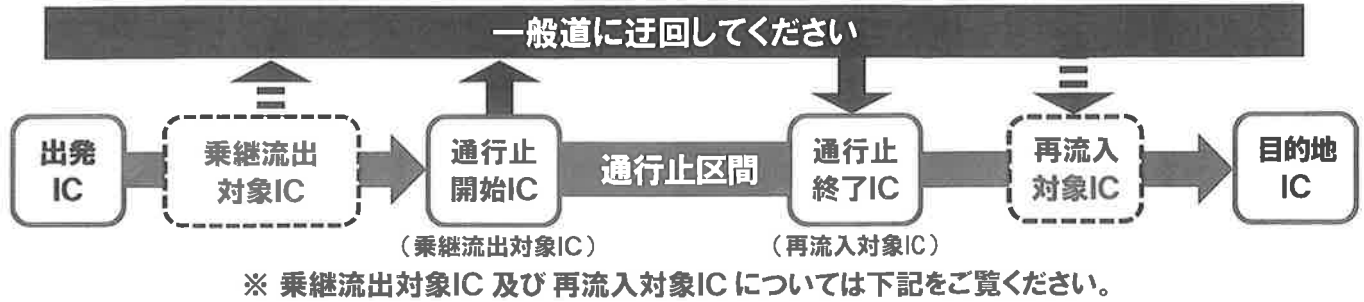 一般道に迂回してください
出発
IC
乗継流出
対象IC
通行止
開始IC
通行止区間
通行止
終了IC
再流入
対象IC
目的地
IC
(乗継流出対象IC)
(再流入対象IC)
※ 乗継流出対象IC 及び 再流入対象IC については下記をご覧ください。